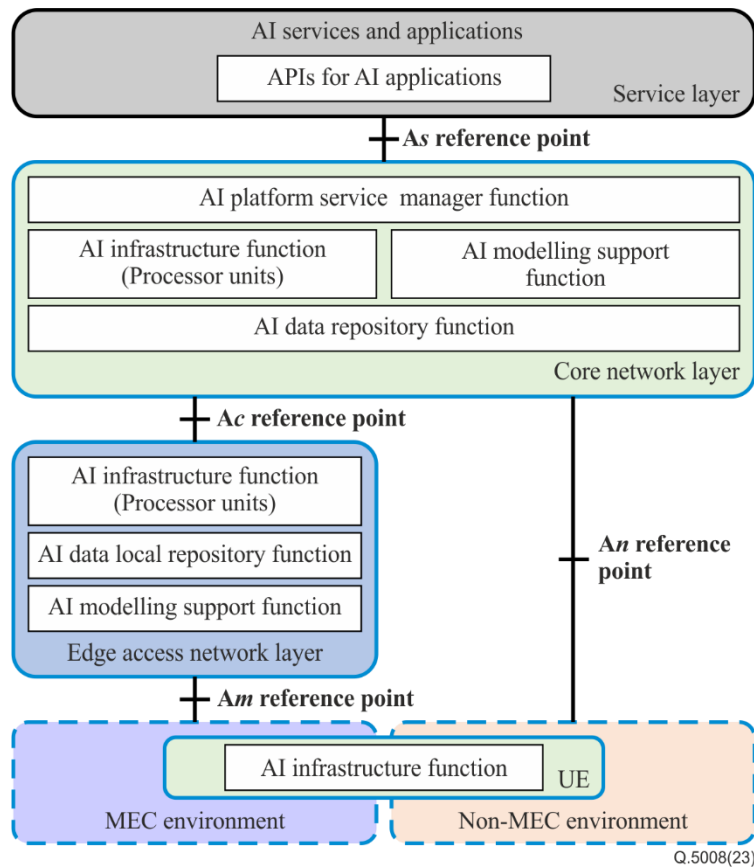 AI services and applications
APIs for AI applications
Service layer
As reference point
AI platform service manager function
AI infrastructure function
(Processor units)
AI modelling support
function
AI data repository function
Core network layer
Ac reference point
AI infrastructure function
(Processor units)
AI data local repository function
AI modelling support function
Edge access network layer
An reference
point
Am reference point
AI infrastructure function
UE
MEC environment
Non-MEC environment
Q.5008(23)